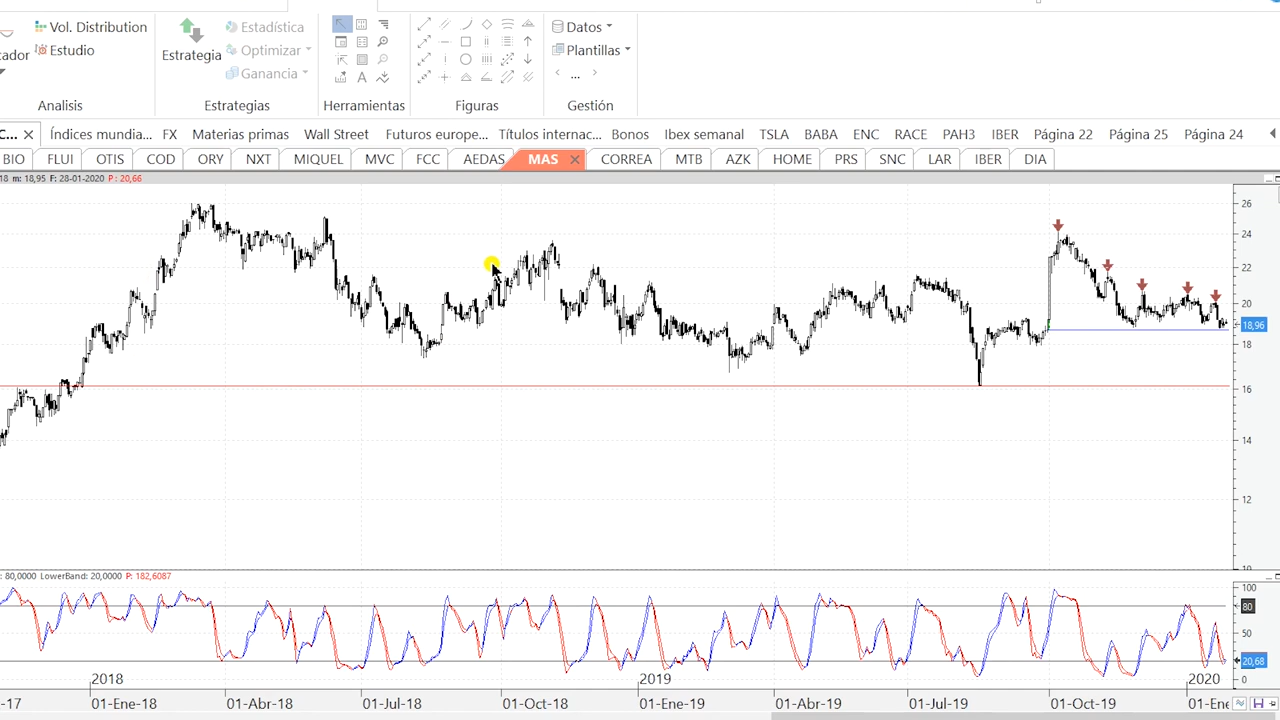 Vol. Distribution
Estadística
Datos
ador
Estudio
Estrategia
Optimizar
Plantillas
Ganancia
< ... >
Analisis
Estrategias
Herramientas
Figuras
Gestión
C... Índices mundia... FX Materias primas Wall Street Futuros europe... Títulos internac... Bonos Ibex semanal TSLA BABA ENC RACE PAH3 IBER Página 22 Página 25 Página 24
BIO FLUI OTIS COD ORY NXT MIQUEL MVC FCC AEDAS MAS CORREA MTB AZK HOME PRS SNC LAR IBER DIA
18 m: 18,95 F: 28-01-2020 P : 20,66
26
24
22
20
18,96
18
16
14
12
10
: 80,0000 LowerBand: 20,0000 P: 182,6087
100
80
50
20,68
0
2018 2019 2020
-17 01-Ene-18 01-Abr-18 01-Jul-18 01-Oct-18 01-Ene-19 01-Abr-19 01-Jul-19 01-Oct-19 01-Ene